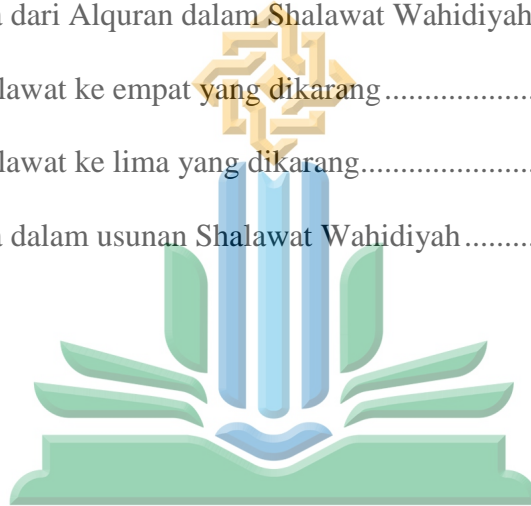 dari Alquran dalam Shalawat Wahidiyah
lawat ke empat yang dikarang....................
lawat ke lima yang dikarang.......................
dalam usunan Shalawat Wahidiyah.........